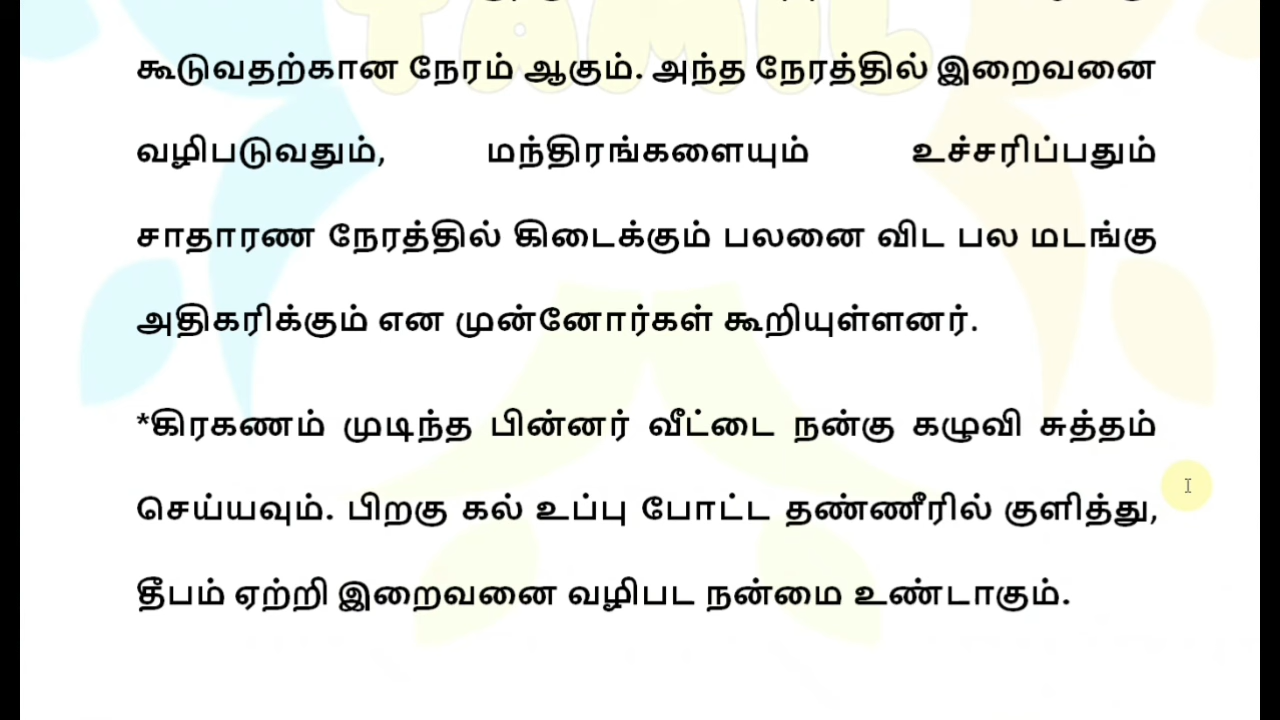 TAMIL
கூடுவதற்கான நேரம் ஆகும். அந்த நேரத்தில் இறைவனை
வழிபடுவதும், மந்திரங்களையும் உச்சரிப்பதும்
சாதாரண நேரத்தில் கிடைக்கும் பலனை விட பல மடங்கு
அதிகரிக்கும் என முன்னோர்கள் கூறியுள்ளனர்.
*கிரகணம் முடிந்த பின்னர் வீட்டை நன்கு கழுவி சுத்தம்
செய்யவும். பிறகு கல் உப்பு போட்ட தண்ணீரில் குளித்து,
தீபம் ஏற்றி இறைவனை வழிபட நன்மை உண்டாகும்.